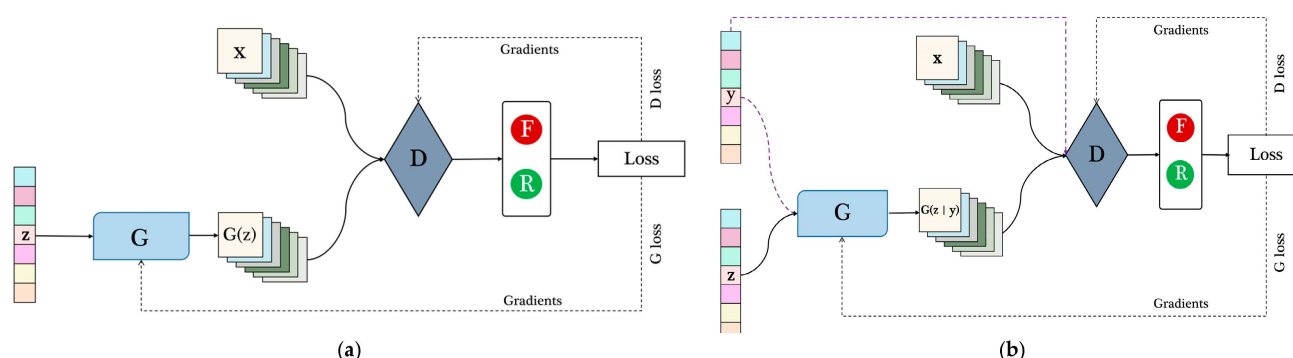 x
Gradients
D loss
F
D
Loss
R
z
G
G(z)
G loss
Gradients
(a)
y
x
Gradients
D loss
F
D
Loss
R
G
G(z | y)
z
G loss
Gradients
(b)